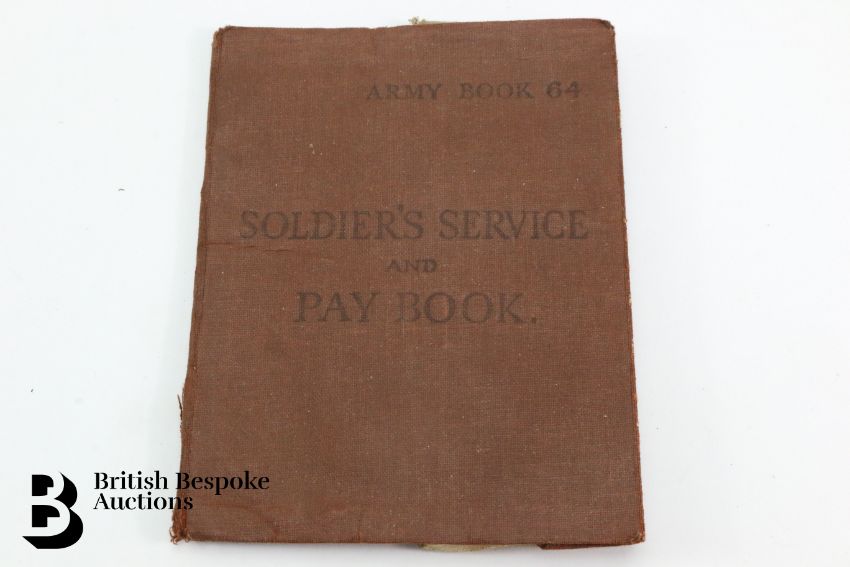 ARMY BOOK 64
SOLDIER'S SERVICE
AND
PAY BOOK.
British Bespoke
Auctions